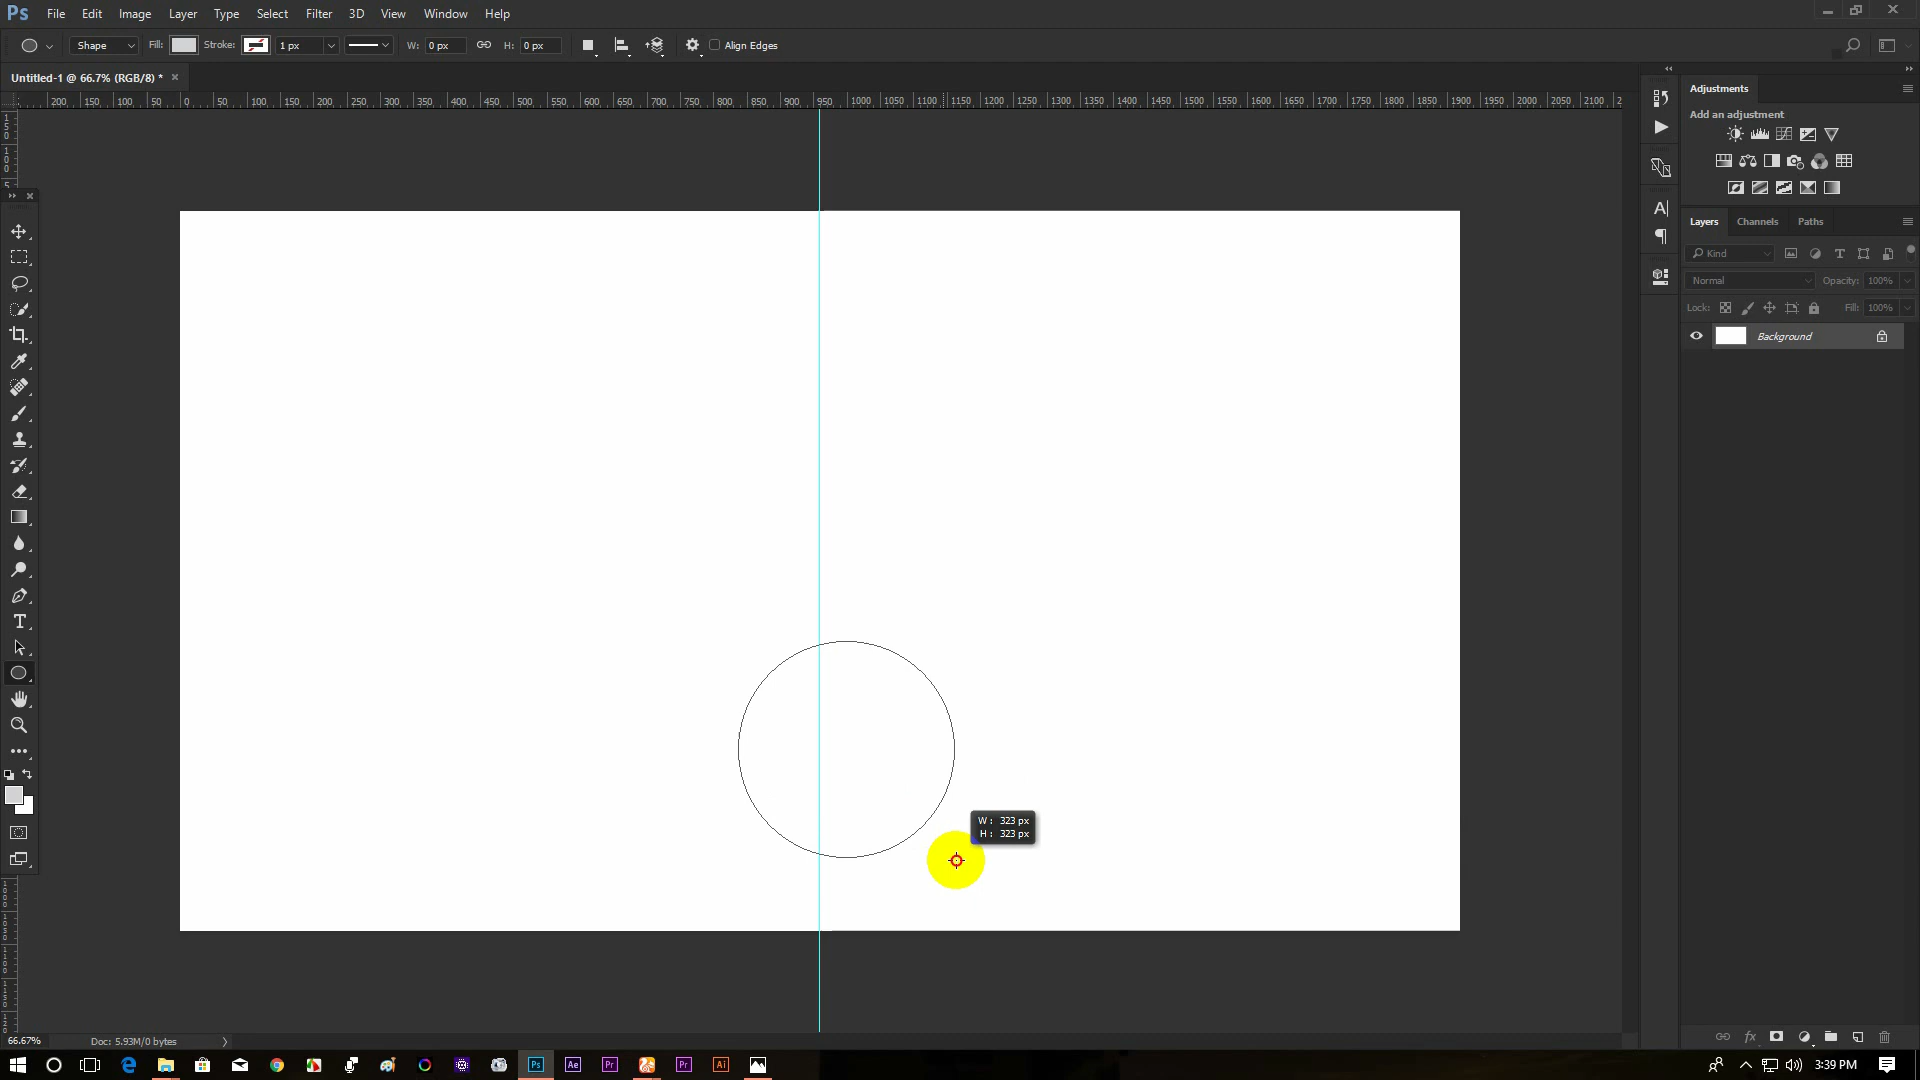 Ps File Edit Image Layer Type Select Filter 3D View Window Help
Shape Fill: Stroke: 1 px W: 0 px H: 0 px Align Edges
Untitled-1 @ 66.7% (RGB/8) * ×
200 150 100 50 0 50 100 150 200 250 300 350 400 450 500 550 600 650 700 750 800 850 900 950 1000 1050 1100 1150 1200 1250 1300 1350 1400 1450 1500 1550 1600 1650 1700 1750 1800 1850 1900 1950 2000 2050 2100
Adjustments
Add an adjustment
Layers Channels Paths
Kind
Normal Opacity: 100%
Lock: Fill: 100%
Background
W: 323 px
H: 323 px
66.67% Doc: 5.93M/0 bytes
Ps Ae Pr Pr Ai 3:39 PM